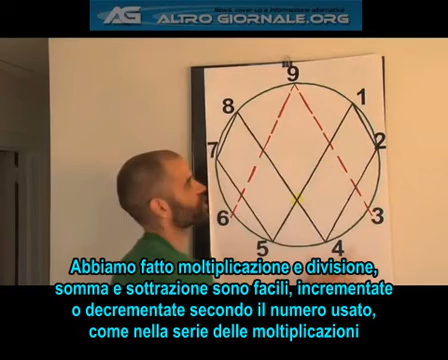 AG ALTRO GIORNALE.ORG
9
8 1
7 2
6 3
5 4
Abbiamo fatto moltiplicazione e divisione,
somma e sottrazione sono facili, incrementate
o decrementate secondo il numero usato,
come nella serie delle moltiplicazioni